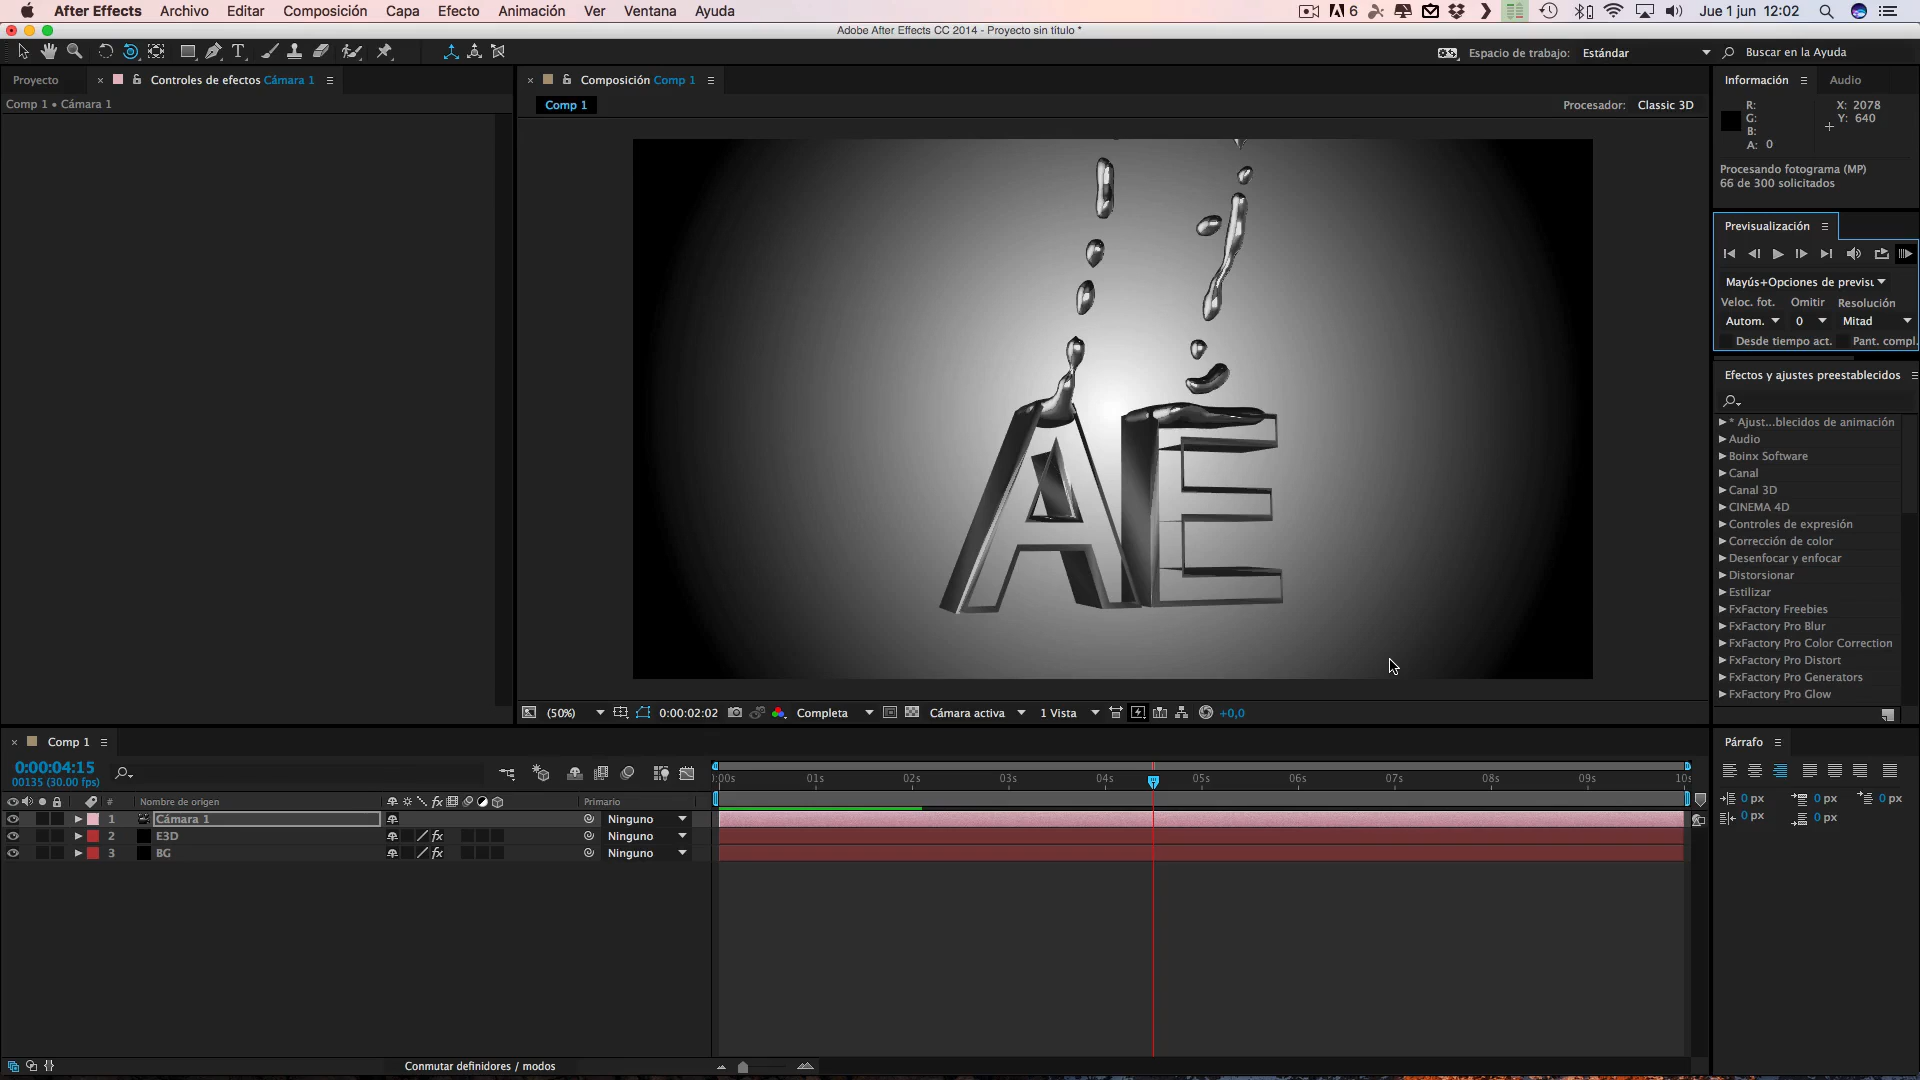 After Effects Archivo Editar Composición Capa Efecto Animación Ver Ventana Ayuda 6 Jue 1 jun 12:02
Adobe After Effects CC 2014 - Proyecto sin título *
Espacio de trabajo: Estándar Buscar en la Ayuda
Proyecto × Controles de efectos Cámara 1
Comp 1 • Cámara 1
× Composición Comp 1
Comp 1 Procesador: Classic 3D
AE
(50%) 0:00:02:02 Completa Cámara activa 1 Vista +0,0
Información Audio
R: X: 2078
G: Y: 640
B:
A: 0
Procesando fotograma (MP)
66 de 300 solicitados
Previsualización
Mayús+Opciones de previsu
Veloc. fot. Omitir Resolución
Autom. 0 Mitad
Desde tiempo act. Pant. compl.
Efectos y ajustes preestablecidos
* Ajust...blecidos de animación
Audio
Boinx Software
Canal
Canal 3D
CINEMA 4D
Controles de expresión
Corrección de color
Desenfocar y enfocar
Distorsionar
Estilizar
FxFactory Freebies
FxFactory Pro Blur
FxFactory Pro Color Correction
FxFactory Pro Distort
FxFactory Pro Generators
FxFactory Pro Glow
× Comp 1
0:00:04:15
00135 (30.00 fps)
# Nombre de origen fx Primario
1 Cámara 1 Ninguno
2 E3D fx Ninguno
3 BG fx Ninguno
):00s 01s 02s 03s 04s 05s 06s 07s 08s 09s 10s
Conmutar definidores / modos
Párrafo
0 px 0 px 0 px
0 px 0 px